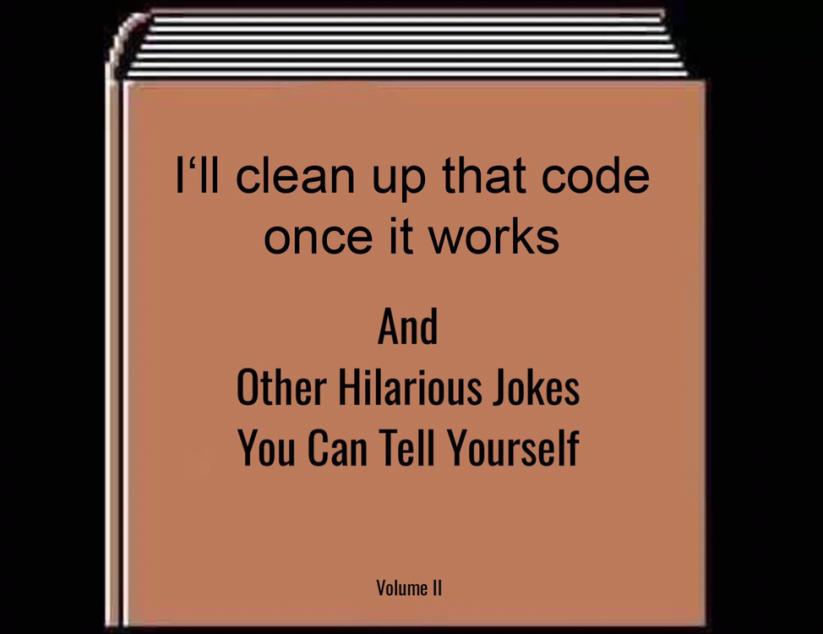 I‘ll clean up that code
once it works
And
Other Hilarious Jokes
You Can Tell Yourself
Volume II